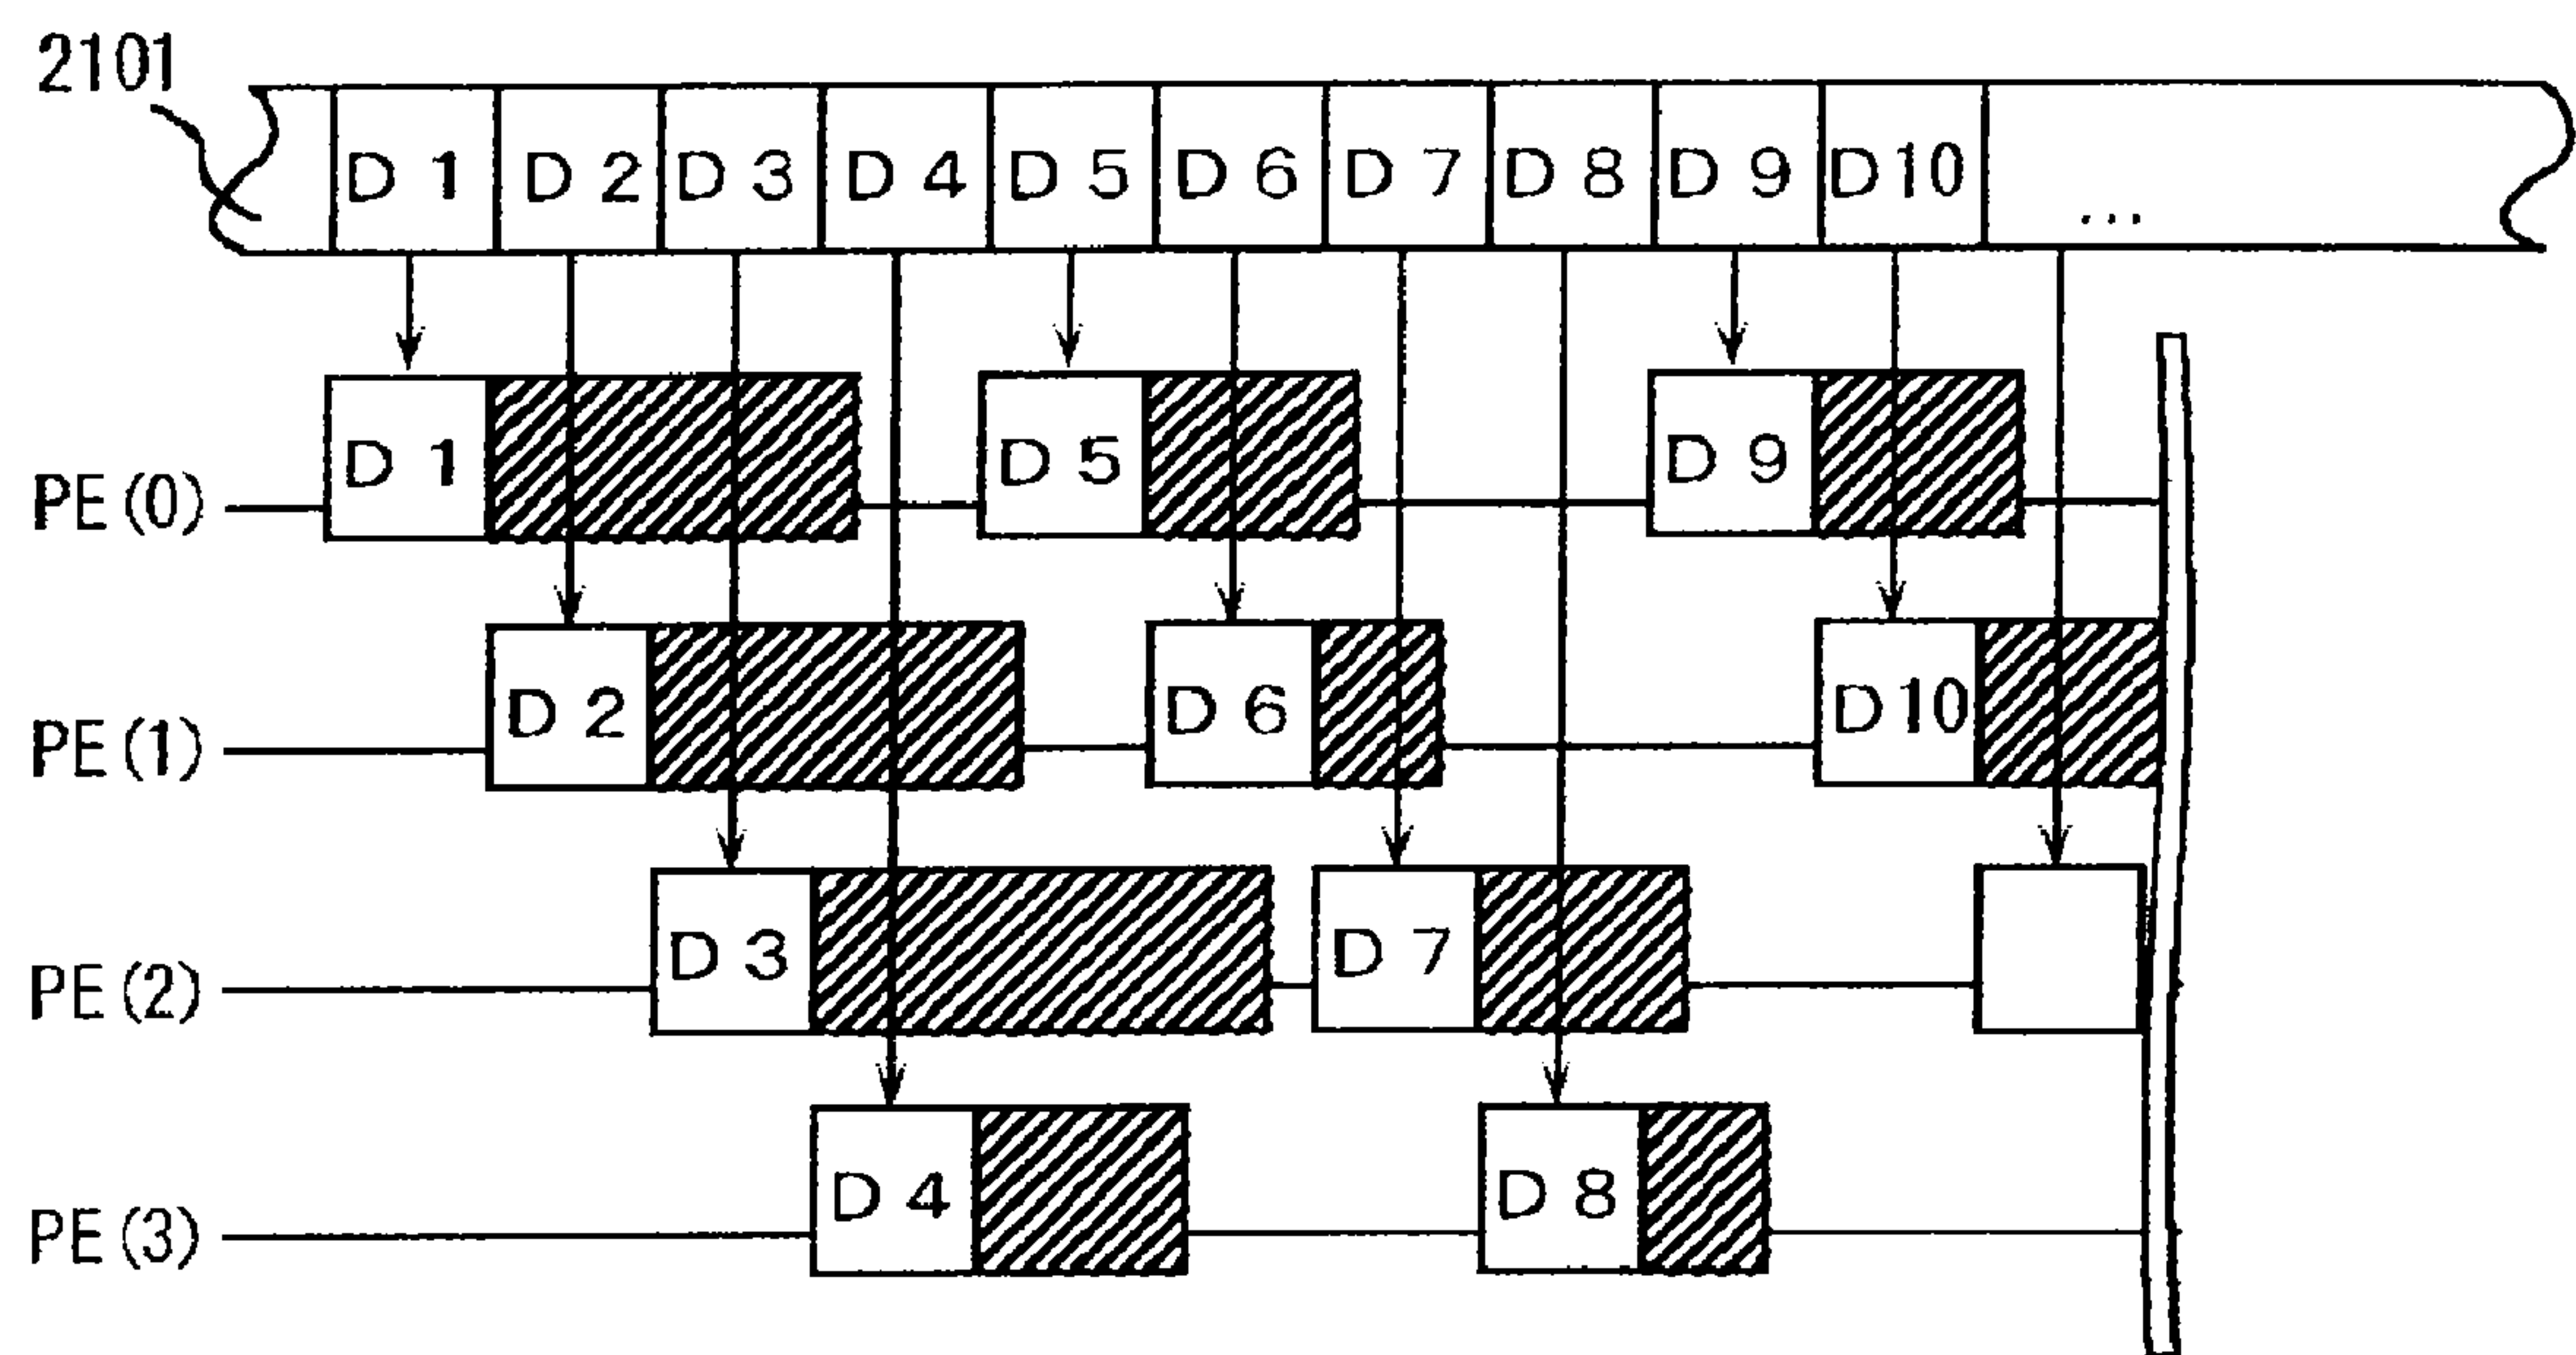 2101
D 1 D 2 D 3 D 4 D 5 D 6 D 7 D 8 D 9 D10 ...
PE(0) D 1 D 5 D 9
PE(1) D 2 D 6 D10
PE(2) D 3 D 7
PE(3) D 4 D 8